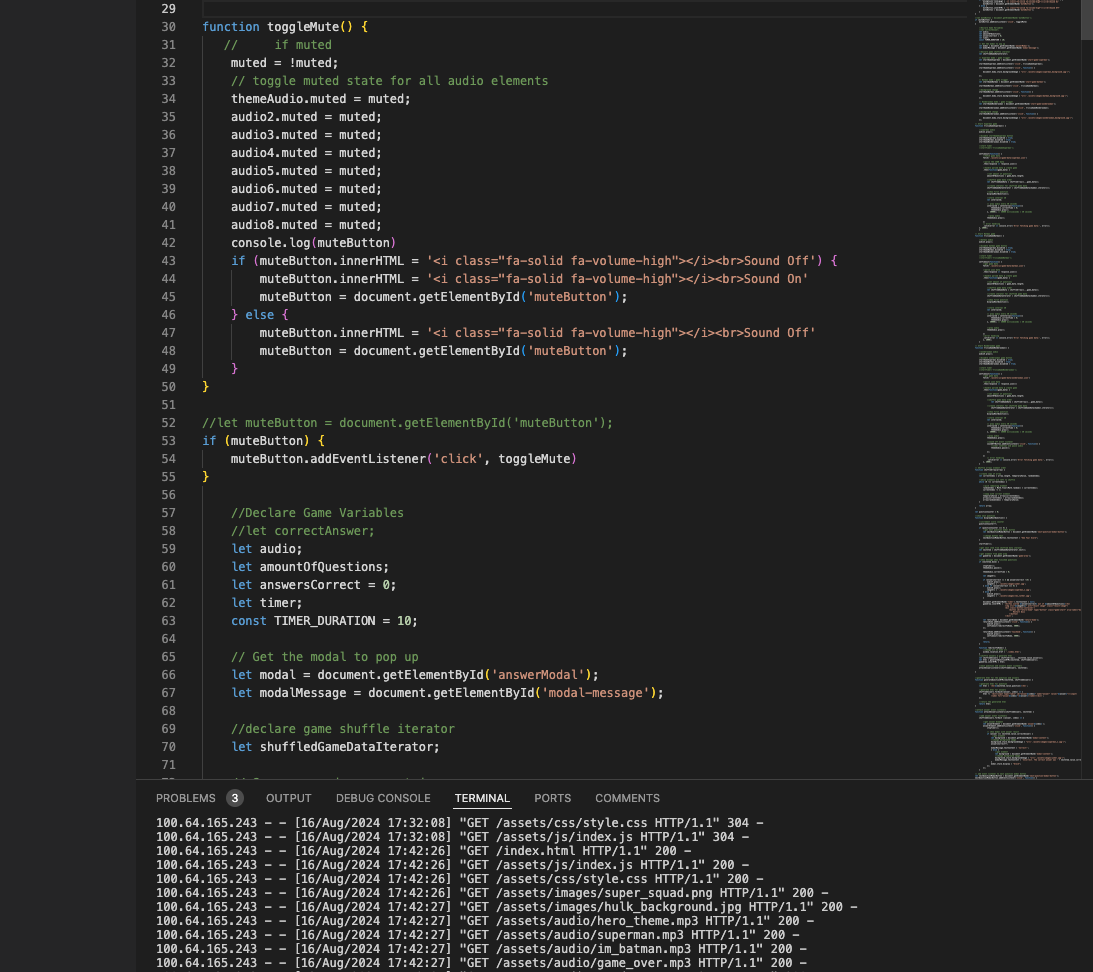 29
30 function toggleMute() {
31 // if muted
32 muted = !muted;
33 // toggle muted state for all audio elements
34 themeAudio.muted = muted;
35 audio2.muted = muted;
36 audio3.muted = muted;
37 audio4.muted = muted;
38 audio5.muted = muted;
39 audio6.muted = muted;
40 audio7.muted = muted;
41 audio8.muted = muted;
42 console.log(muteButton)
43 if (muteButton.innerHTML = '<i class="fa-solid fa-volume-high"></i><br>Sound Off') {
44 muteButton.innerHTML = '<i class="fa-solid fa-volume-high"></i><br>Sound On'
45 muteButton = document.getElementById('muteButton');
46 } else {
47 muteButton.innerHTML = '<i class="fa-solid fa-volume-high"></i><br>Sound Off'
48 muteButton = document.getElementById('muteButton');
49 }
50 }
51
52 //let muteButton = document.getElementById('muteButton');
53 if (muteButton) {
54 muteButton.addEventListener('click', toggleMute)
55 }
56
57 //Declare Game Variables
58 //let correctAnswer;
59 let audio;
60 let amountOfQuestions;
61 let answersCorrect = 0;
62 let timer;
63 const TIMER_DURATION = 10;
64
65 // Get the modal to pop up
66 let modal = document.getElementById('answerModal');
67 let modalMessage = document.getElementById('modal-message');
68
69 //declare game shuffle iterator
70 let shuffledGameDataIterator;
71
PROBLEMS 3 OUTPUT DEBUG CONSOLE TERMINAL PORTS COMMENTS
100.64.165.243 - - [16/Aug/2024 17:32:08] "GET /assets/css/style.css HTTP/1.1" 304 -
100.64.165.243 - - [16/Aug/2024 17:32:08] "GET /assets/js/index.js HTTP/1.1" 304 -
100.64.165.243 - - [16/Aug/2024 17:42:26] "GET /index.html HTTP/1.1" 200 -
100.64.165.243 - - [16/Aug/2024 17:42:26] "GET /assets/js/index.js HTTP/1.1" 200 -
100.64.165.243 - - [16/Aug/2024 17:42:26] "GET /assets/css/style.css HTTP/1.1" 200 -
100.64.165.243 - - [16/Aug/2024 17:42:26] "GET /assets/images/super_squad.png HTTP/1.1" 200 -
100.64.165.243 - - [16/Aug/2024 17:42:27] "GET /assets/images/hulk_background.jpg HTTP/1.1" 200 -
100.64.165.243 - - [16/Aug/2024 17:42:27] "GET /assets/audio/hero_theme.mp3 HTTP/1.1" 200 -
100.64.165.243 - - [16/Aug/2024 17:42:27] "GET /assets/audio/superman.mp3 HTTP/1.1" 200 -
100.64.165.243 - - [16/Aug/2024 17:42:27] "GET /assets/audio/im_batman.mp3 HTTP/1.1" 200 -
100.64.165.243 - - [16/Aug/2024 17:42:27] "GET /assets/audio/game_over.mp3 HTTP/1.1" 200 -